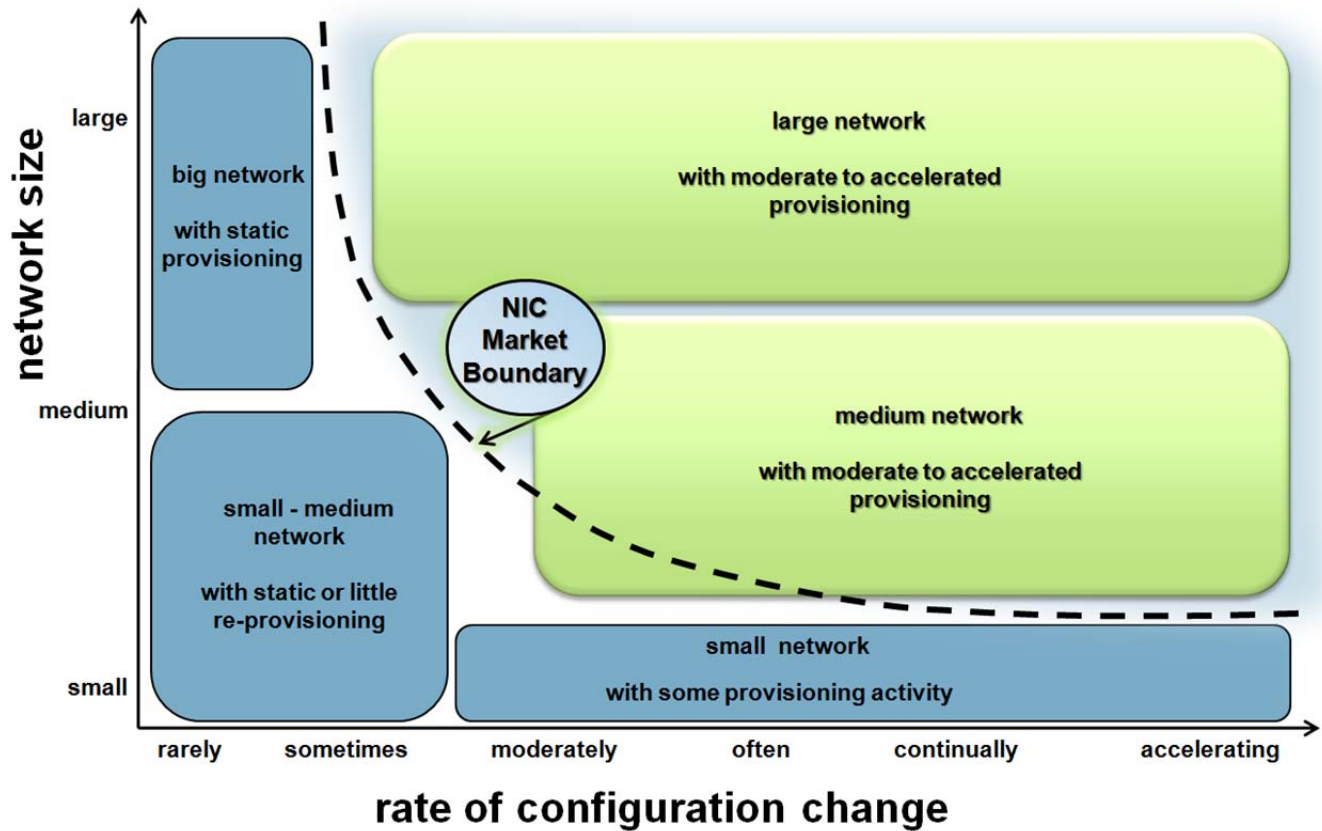 network size
large
medium
small
big network
with static
provisioning
large network
with moderate to accelerated
provisioning
NIC
Market
Boundary
medium network
with moderate to accelerated
provisioning
small - medium
network
with static or little
re-provisioning
small network
with some provisioning activity
rarely sometimes moderately often continually accelerating
rate of configuration change